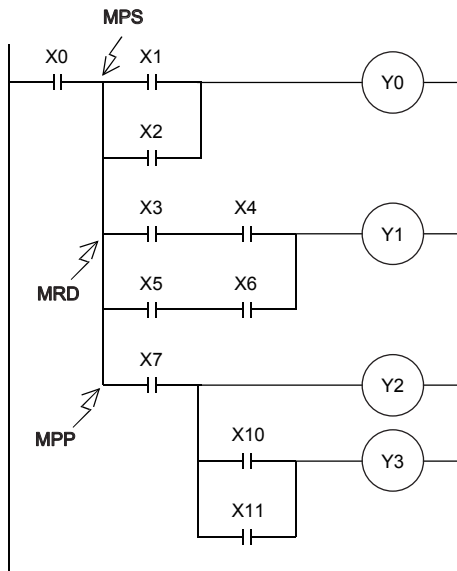 MPS
X0 X1 Y0
X2
X3 X4 Y1
MRD
X5 X6
X7 Y2
MPP
X10 Y3
X11